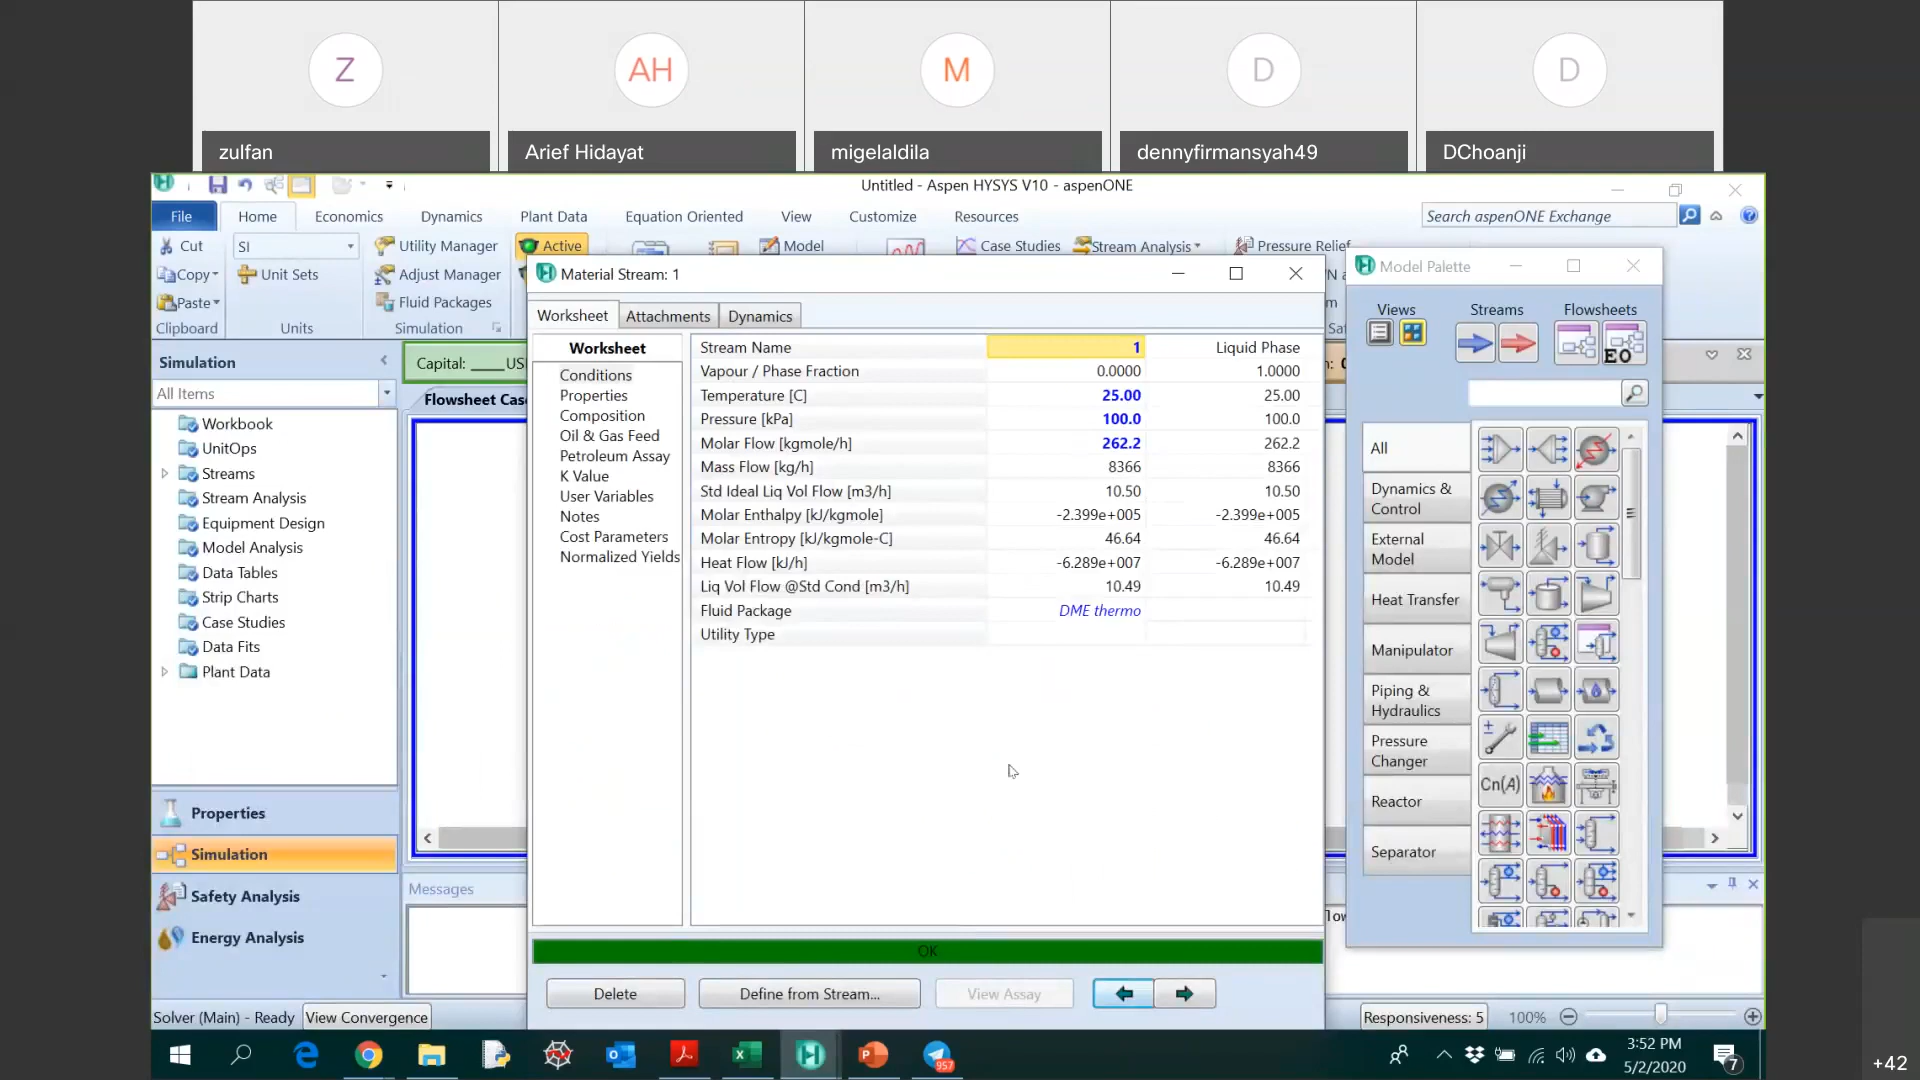 Z
AH
M
D
D
zulfan
Arief Hidayat
migelaldila
dennyfirmansyah49
DChoanji
Untitled - Aspen HYSYS V10 - aspenONE
File Home Economics Dynamics Plant Data Equation Oriented View Customize Resources
Search aspenONE Exchange
Cut
SI
Utility Manager
Active
Model
Case Studies
Stream Analysis
Pressure Relief
Copy
Unit Sets
Adjust Manager
Paste
Fluid Packages
Clipboard
Units
Simulation
Material Stream: 1
Worksheet Attachments Dynamics
Model Palette
Views Streams Flowsheets
EO
Simulation
All Items
Capital: ____US
Flowsheet Cas
Workbook
UnitOps
Streams
Stream Analysis
Equipment Design
Model Analysis
Data Tables
Strip Charts
Case Studies
Data Fits
Plant Data
Properties
Simulation
Safety Analysis
Energy Analysis
Worksheet
Conditions
Properties
Composition
Oil & Gas Feed
Petroleum Assay
K Value
User Variables
Notes
Cost Parameters
Normalized Yields
Stream Name 1 Liquid Phase
Vapour / Phase Fraction 0.0000 1.0000
Temperature [C] 25.00 25.00
Pressure [kPa] 100.0 100.0
Molar Flow [kgmole/h] 262.2 262.2
Mass Flow [kg/h] 8366 8366
Std Ideal Liq Vol Flow [m3/h] 10.50 10.50
Molar Enthalpy [kJ/kgmole] -2.399e+005 -2.399e+005
Molar Entropy [kJ/kgmole-C] 46.64 46.64
Heat Flow [kJ/h] -6.289e+007 -6.289e+007
Liq Vol Flow @Std Cond [m3/h] 10.49 10.49
Fluid Package DME thermo
Utility Type
All
Dynamics &
Control
External
Model
Heat Transfer
Manipulator
Piping &
Hydraulics
Pressure
Changer
Reactor
Separator
Cn(A)
Messages
OK
Delete
Define from Stream...
View Assay
Solver (Main) - Ready
View Convergence
Responsiveness: 5
100%
957
3:52 PM
5/2/2020
7
+42